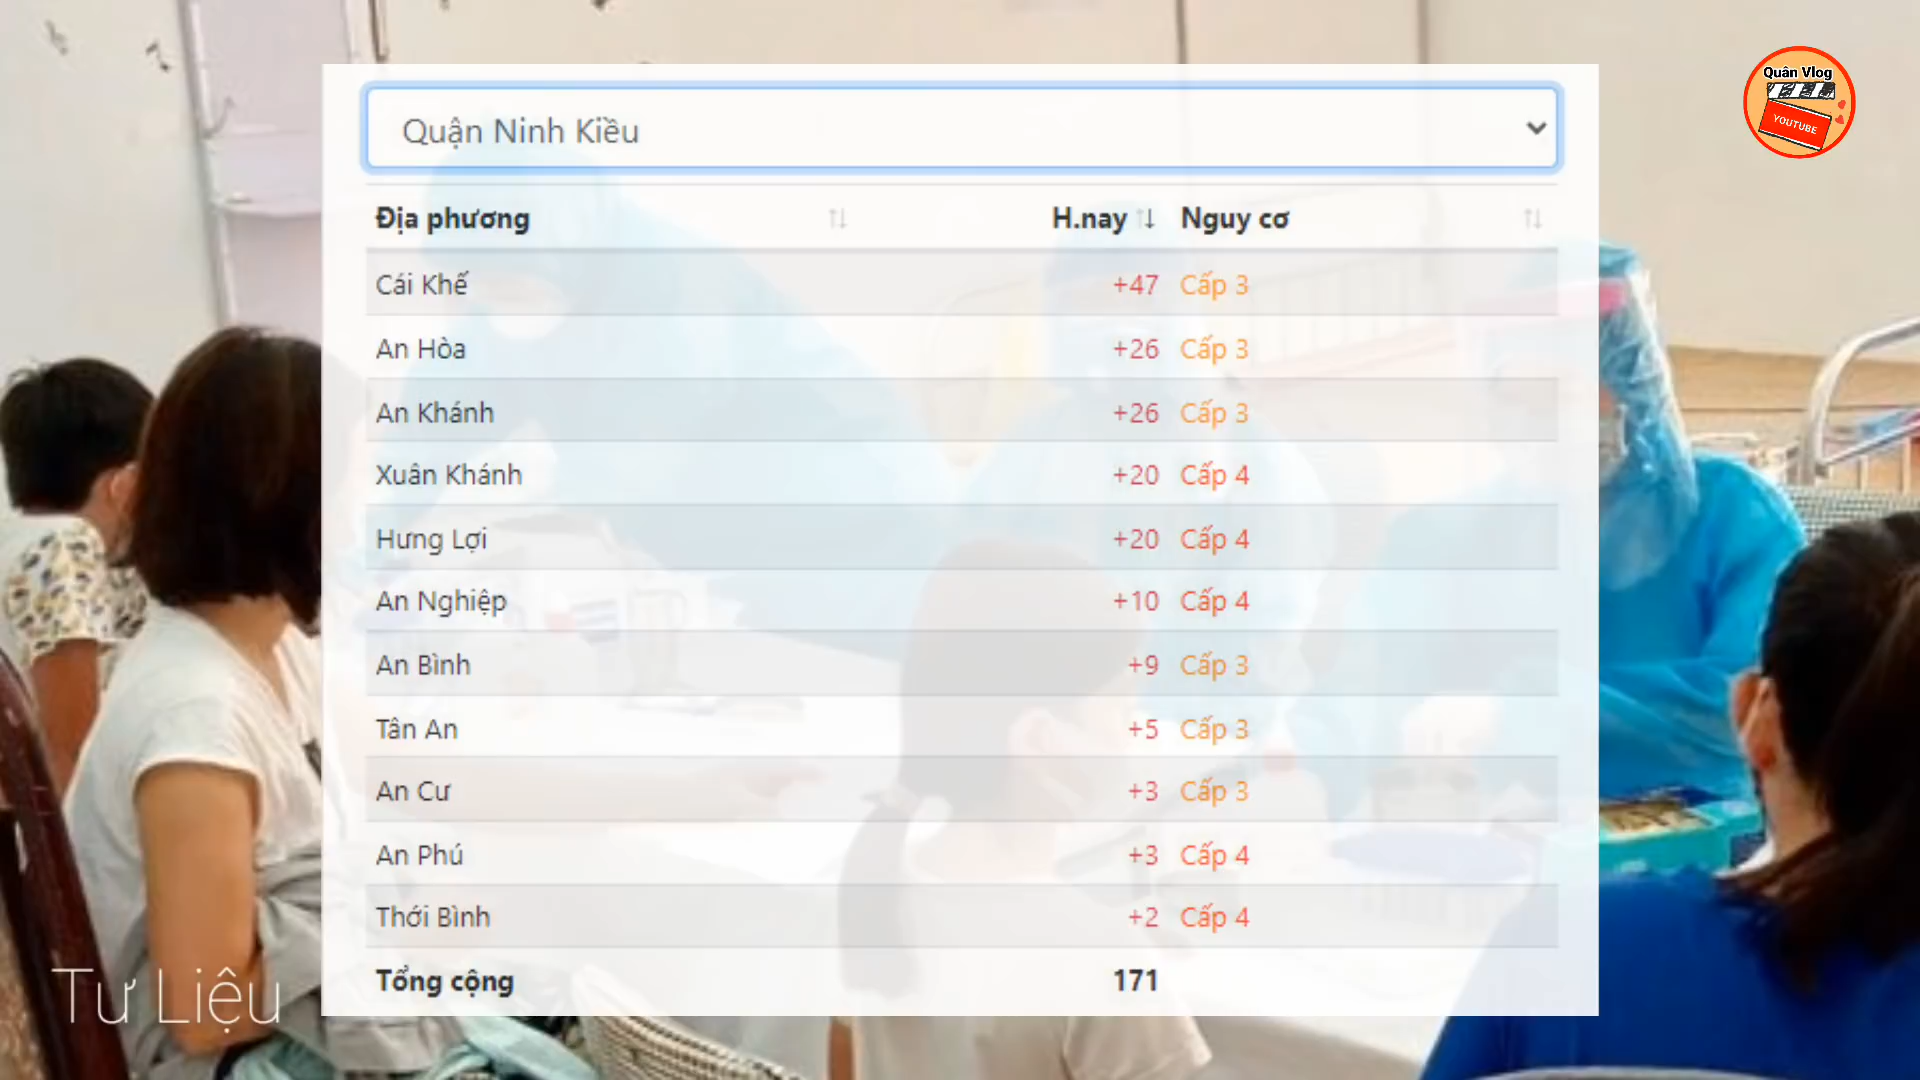 Quân Vlog
YOUTUBE
Quận Ninh Kiều
Địa phương H.nay Nguy cơ
Cái Khế +47 Cấp 3
An Hòa +26 Cấp 3
An Khánh +26 Cấp 3
Xuân Khánh +20 Cấp 4
Hưng Lợi +20 Cấp 4
An Nghiệp +10 Cấp 4
An Bình +9 Cấp 3
Tân An +5 Cấp 3
An Cư +3 Cấp 3
An Phú +3 Cấp 4
Thới Bình +2 Cấp 4
Tổng cộng 171
Tư Liệu